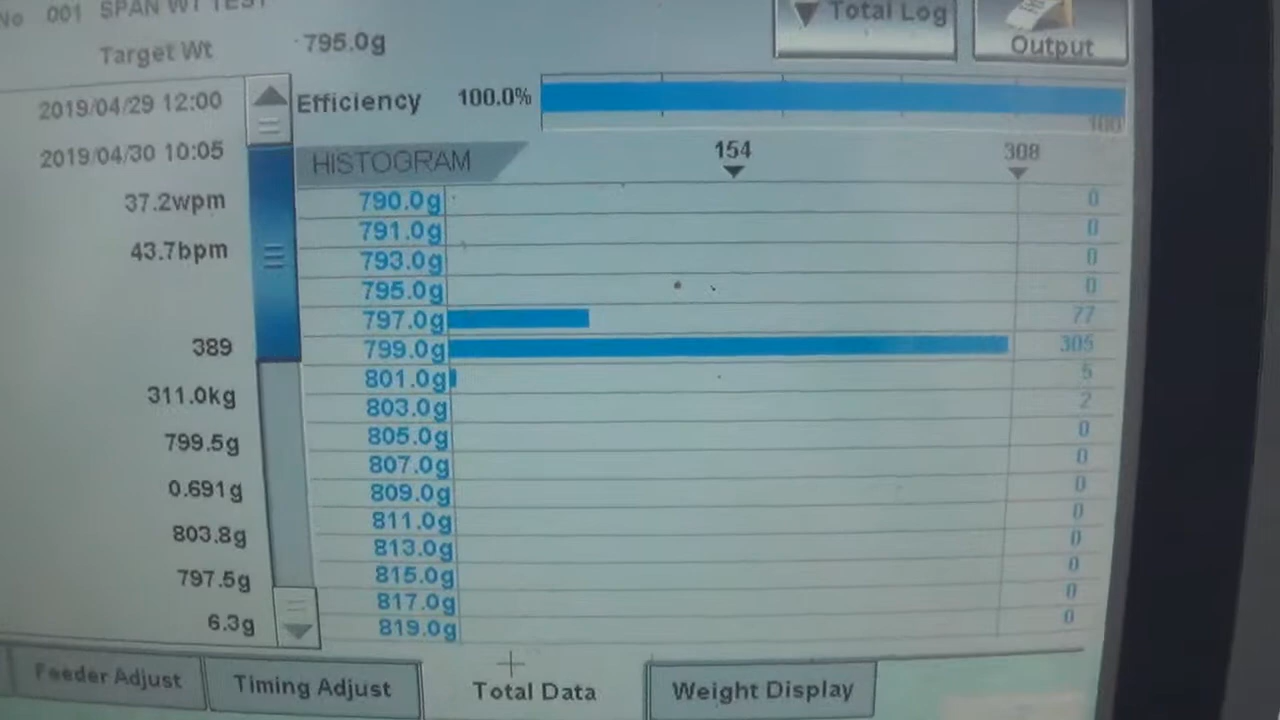 No 001 SPAN WT TEST
Target Wt 795.0g
Total Log
Output
2019/04/29 12:00
2019/04/30 10:05
37.2wpm
43.7bpm
389
311.0kg
799.5g
0.691g
803.8g
797.5g
6.3g
Efficiency 100.0%
100
HISTOGRAM 154 308
790.0g 0
791.0g 0
793.0g 0
795.0g 0
797.0g 77
799.0g 305
801.0g 5
803.0g 2
805.0g 0
807.0g 0
809.0g 0
811.0g 0
813.0g 0
815.0g 0
817.0g 0
819.0g 0
Feeder Adjust Timing Adjust Total Data Weight Display